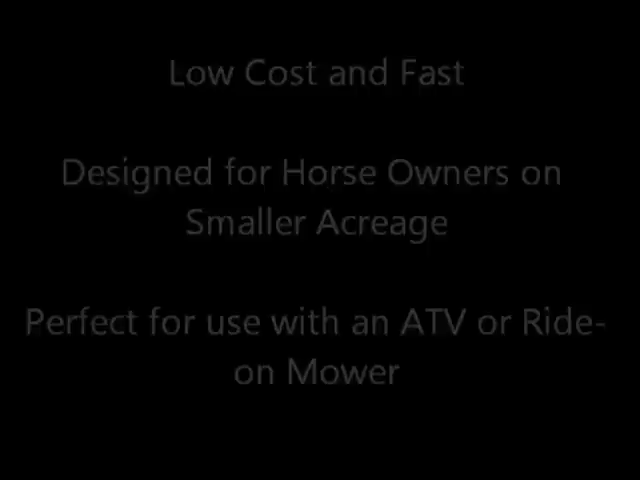 Low Cost and Fast
Designed for Horse Owners on
Smaller Acreage
Perfect for use with an ATV or Ride-
on Mower